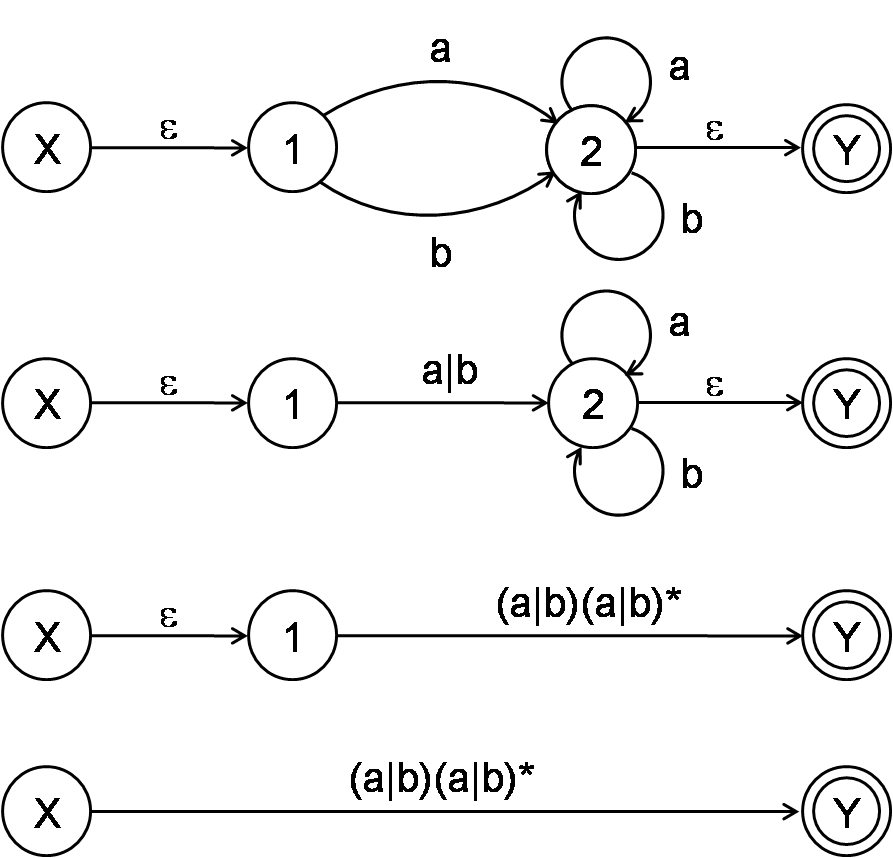 a
a
X
ε
1
2
ε
Y
b
b
a
X
ε
1
a|b
2
ε
Y
b
X
ε
1
(a|b)(a|b)*
Y
X
(a|b)(a|b)*
Y